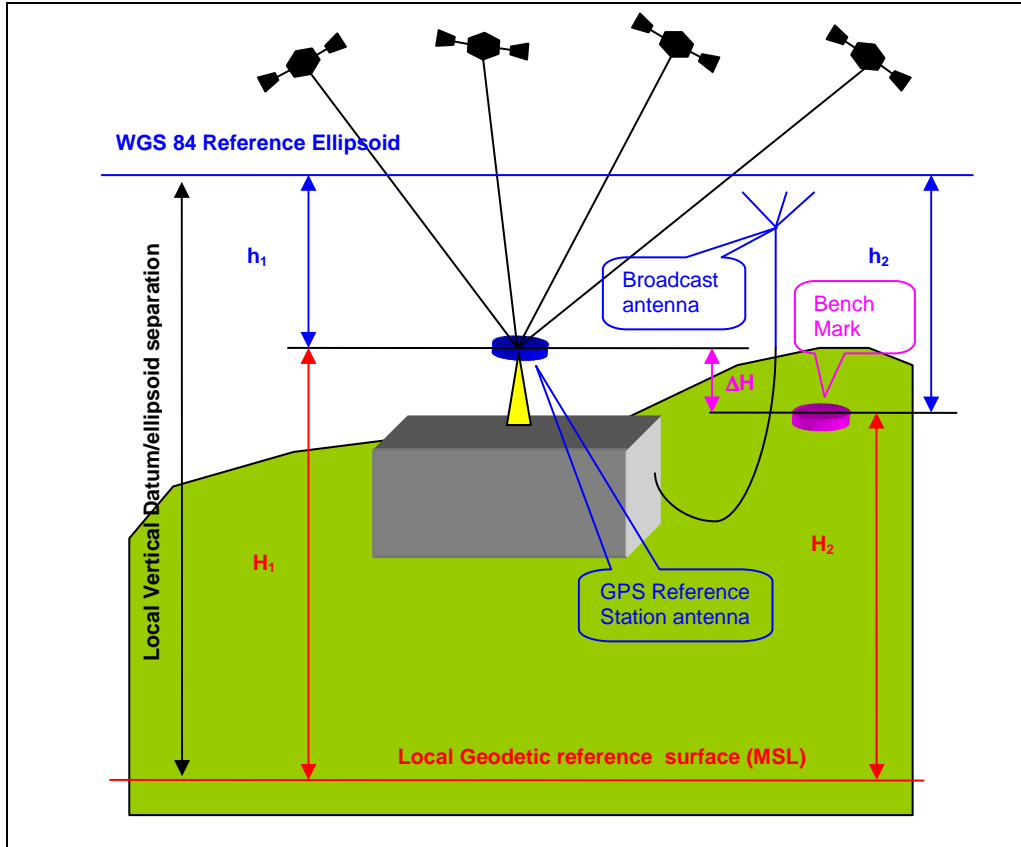 WGS 84 Reference Ellipsoid
h₁
h₂
Broadcast
antenna
Bench
Mark
ΔH
Local Vertical Datum/ellipsoid separation
H₁
H₂
GPS Reference
Station antenna
Local Geodetic reference surface (MSL)